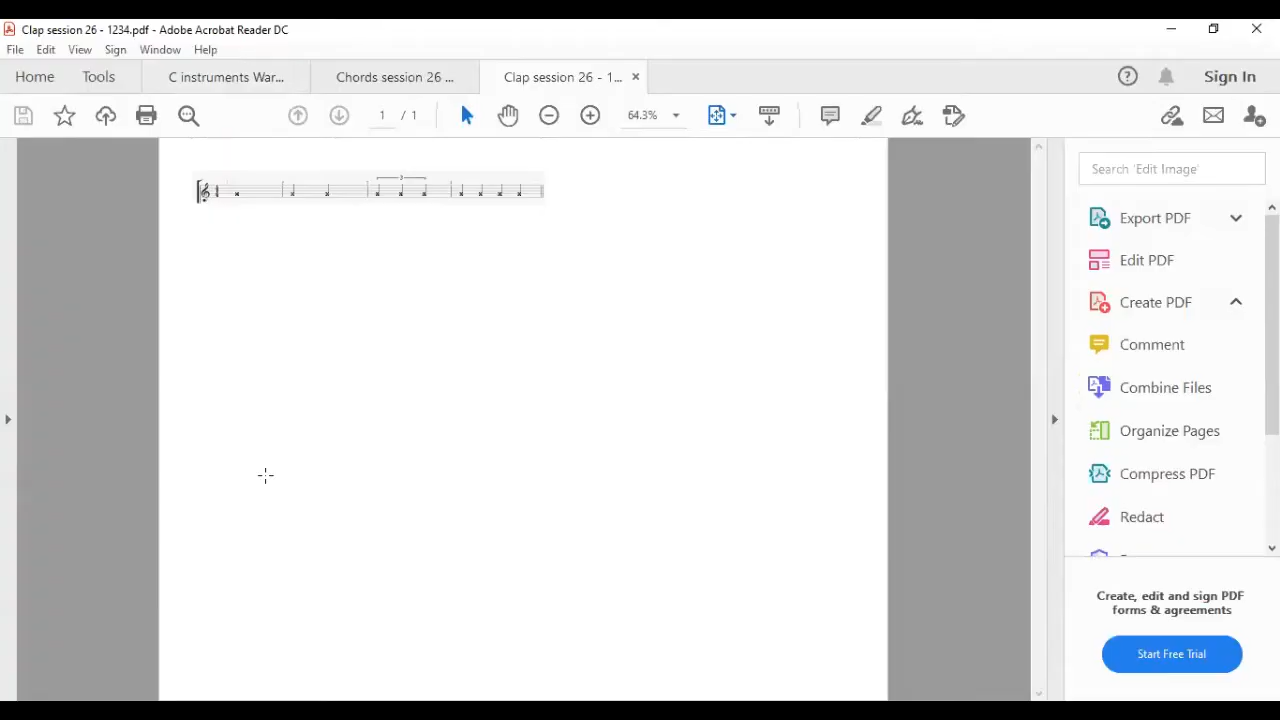 Clap session 26 - 1234.pdf - Adobe Acrobat Reader DC
File Edit View Sign Window Help
Home Tools C instruments War... Chords session 26 ... Clap session 26 - 1... ×
1 / 1 64.3% Sign In
Search 'Edit Image'
3
Export PDF
Edit PDF
Create PDF
Comment
Combine Files
Organize Pages
Compress PDF
Redact
Create, edit and sign PDF
forms & agreements
Start Free Trial